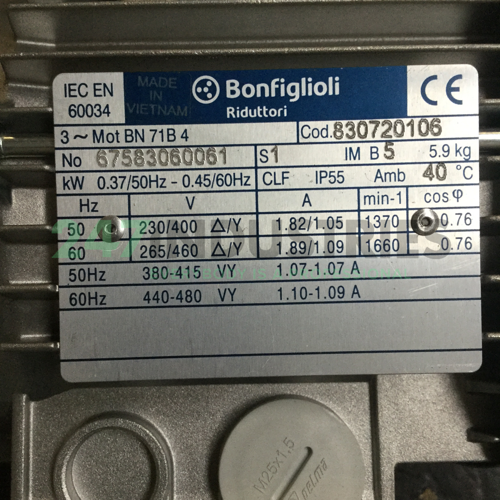 IEC EN
60034
MADE IN
VIETNAM
Bonfiglioli
Riduttori
CE
3~Mot BN 71B 4
Cod.830720106
No 67583060061 S1 IM B5 5.9 kg
kW 0.37/50Hz - 0.45/60Hz CLF IP55 Amb 40 °C
Hz V A min-1 cosφ
50 230/400 Δ/Y 1.82/1.05 1370 0.76
60 265/460 Δ/Y 1.89/1.09 1660 0.76
50Hz 380-415 VY 1.07-1.07 A
60Hz 440-480 VY 1.10-1.09 A
M25x1.5